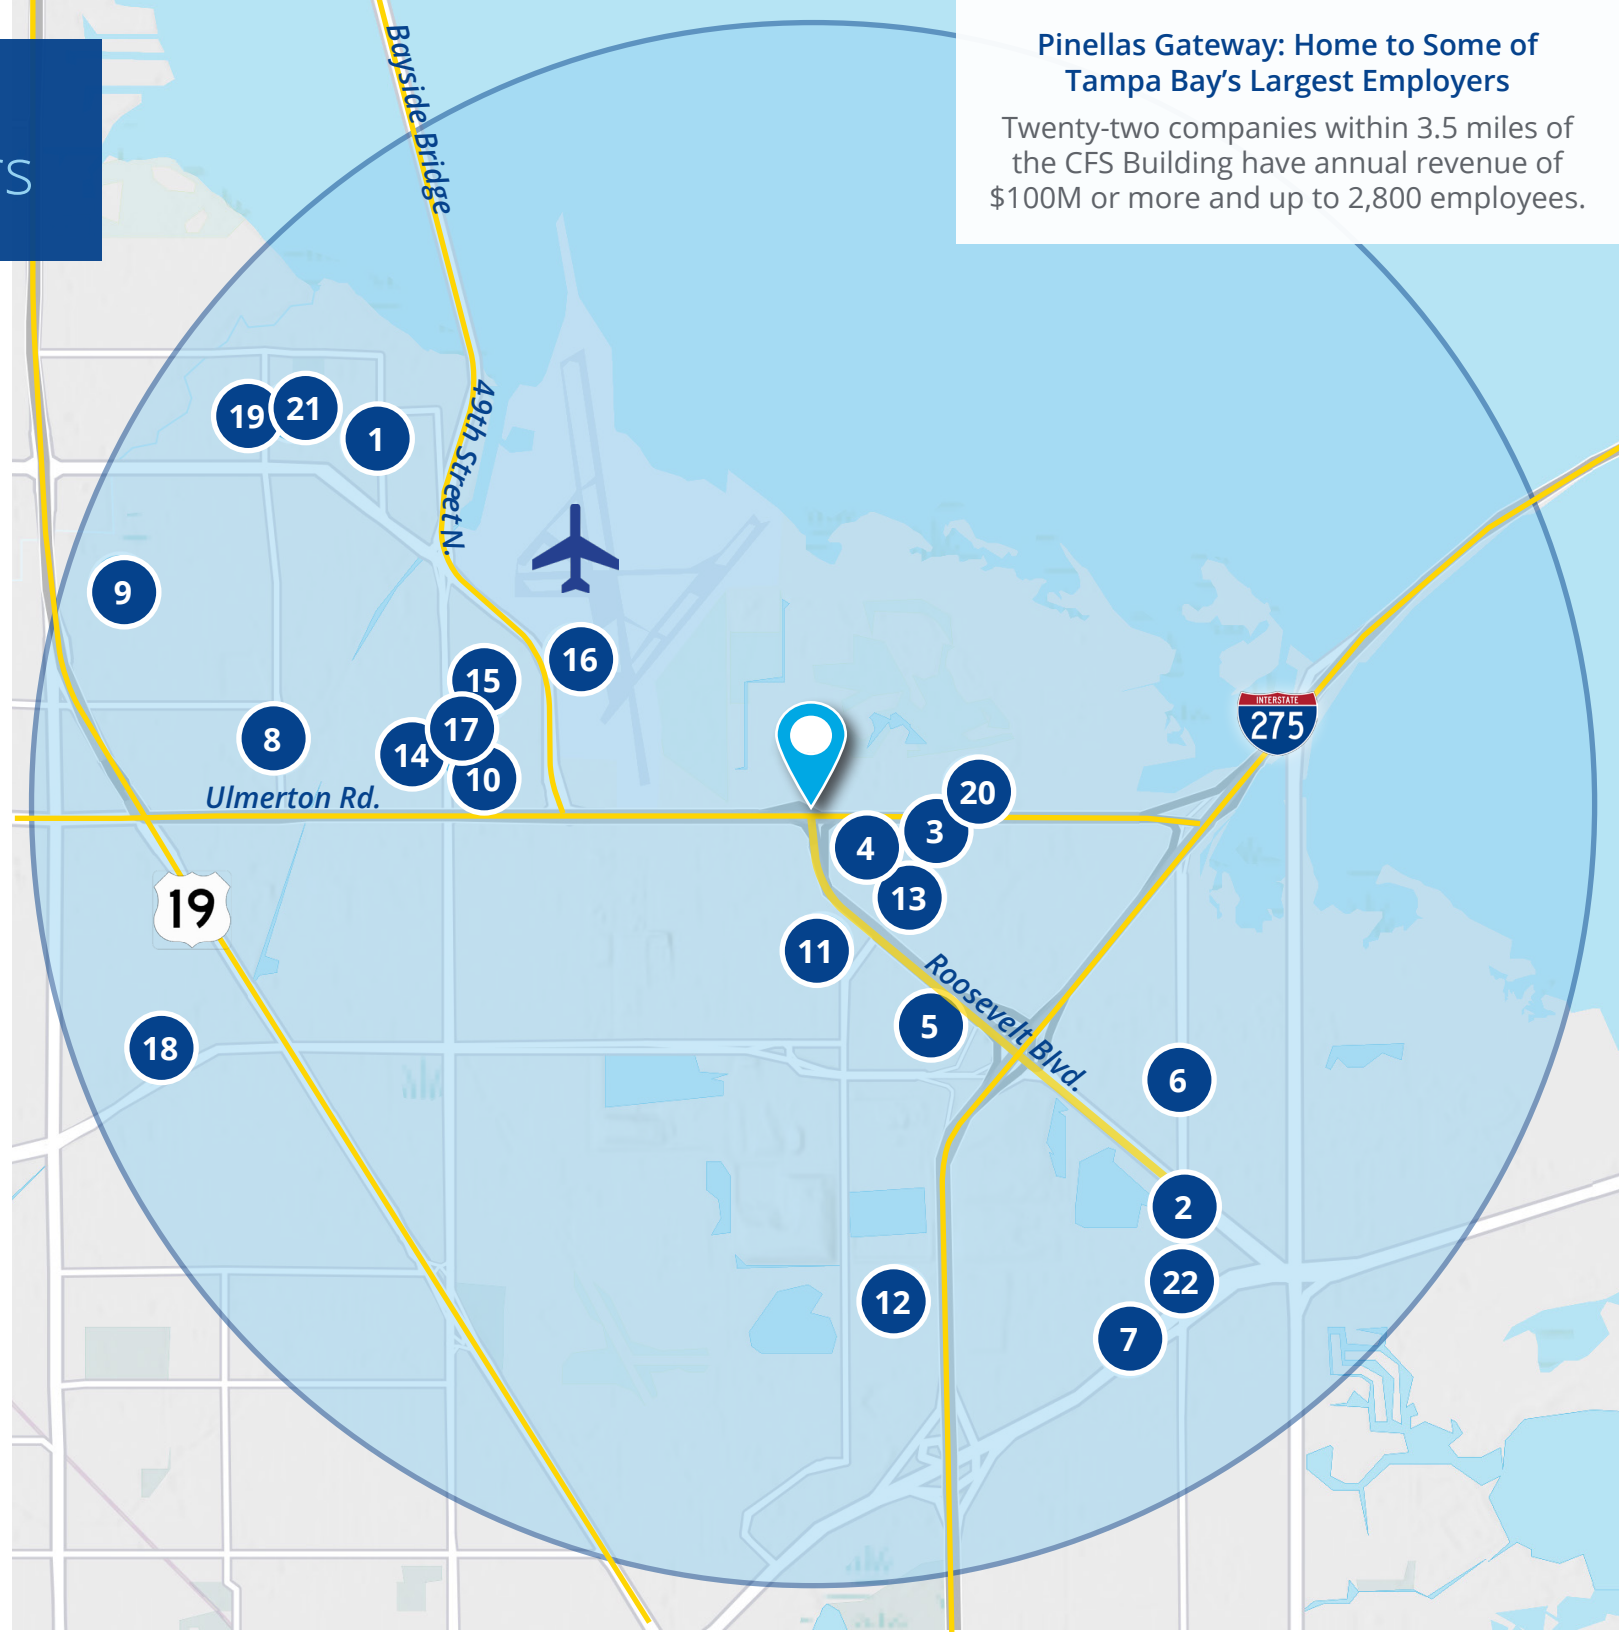 TS
Pinellas Gateway: Home to Some of
Tampa Bay’s Largest Employers
Twenty-two companies within 3.5 miles of
the CFS Building have annual revenue of
$100M or more and up to 2,800 employees.
Bayside Bridge
49th Street N.
19
21
1
9
16
15
17
8
14
10
Ulmerton Rd.
INTERSTATE
275
20
3
4
13
19
11
Roosevelt Blvd.
5
18
6
2
22
12
7